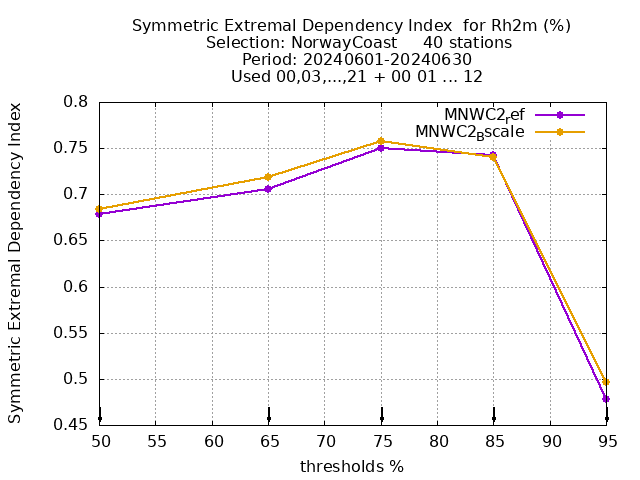 Symmetric Extremal Dependency Index  for Rh2m (%)
Selection: NorwayCoast     40 stations
Period: 20240601-20240630
Used 00,03,...,21 + 00 01 ... 12
Symmetric Extremal Dependency Index
0.8
0.75
0.7
0.65
0.6
0.55
0.5
0.45
MNWC2ref
MNWC2Bscale
50 55 60 65 70 75 80 85 90 95
thresholds %